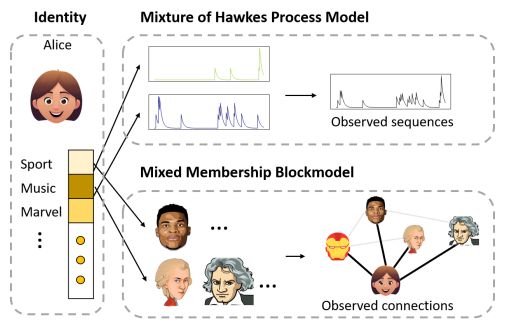 Identity
Alice
Sport
Music
Marvel
Mixture of Hawkes Process Model
Observed sequences
Mixed Membership Blockmodel
Observed connections